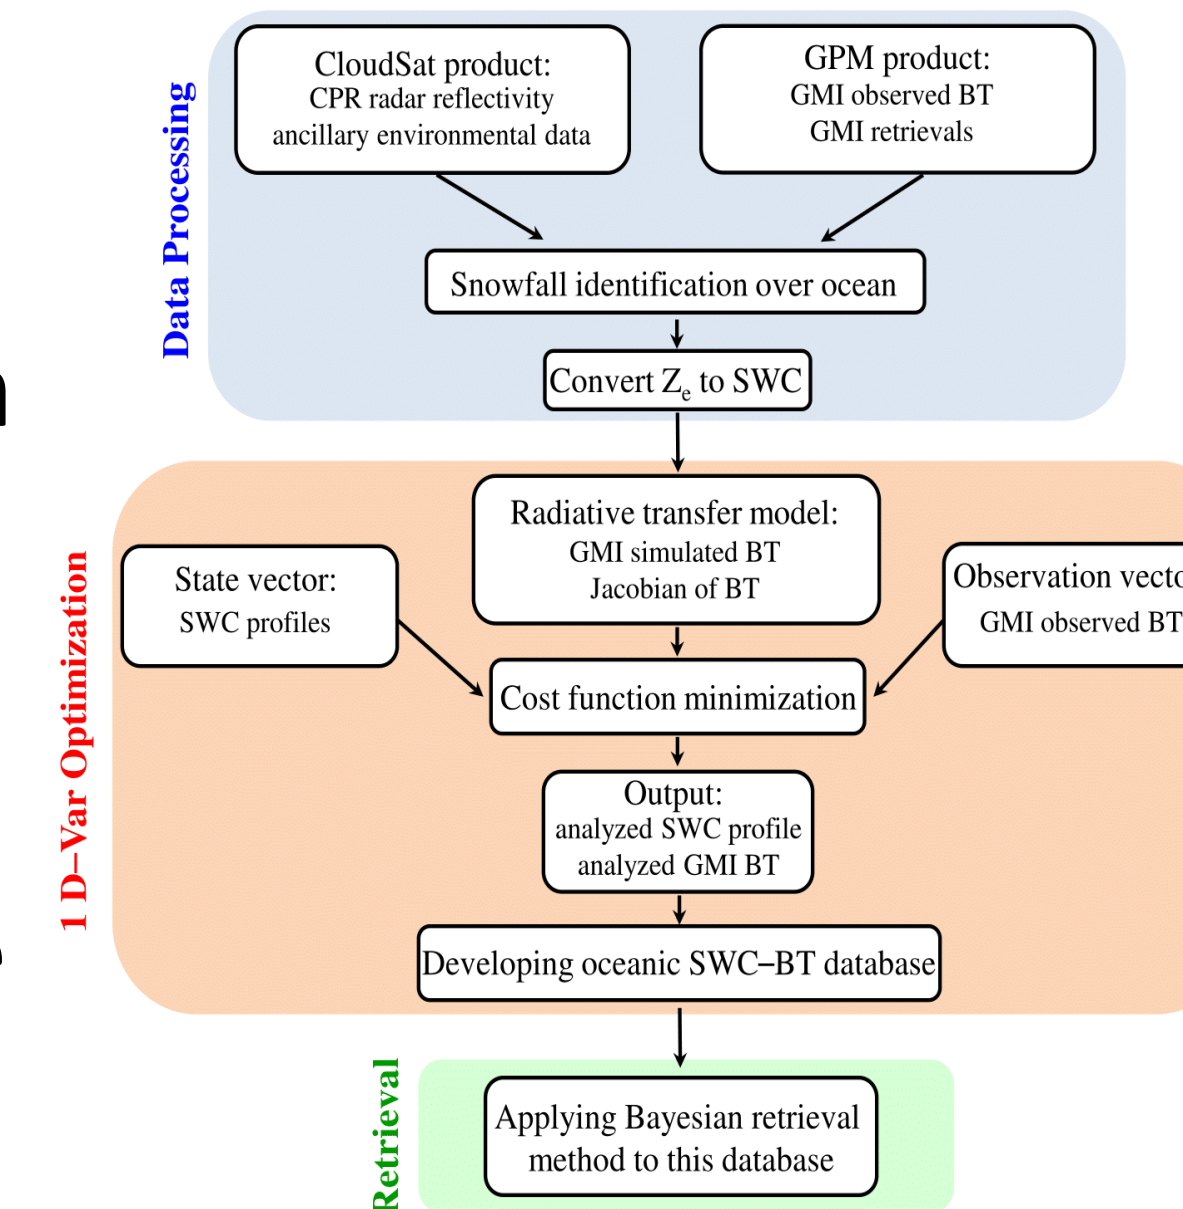 Data Processing
CloudSat product:
CPR radar reflectivity
ancillary environmental data
GPM product:
GMI observed BT
GMI retrievals
Snowfall identification over ocean
Convert Ze to SWC
1 D–Var Optimization
Radiative transfer model:
GMI simulated BT
Jacobian of BT
State vector:
SWC profiles
Observation vecto
GMI observed BT
Cost function minimization
Output:
analyzed SWC profile
analyzed GMI BT
Developing oceanic SWC–BT database
Retrieval
Applying Bayesian retrieval
method to this database